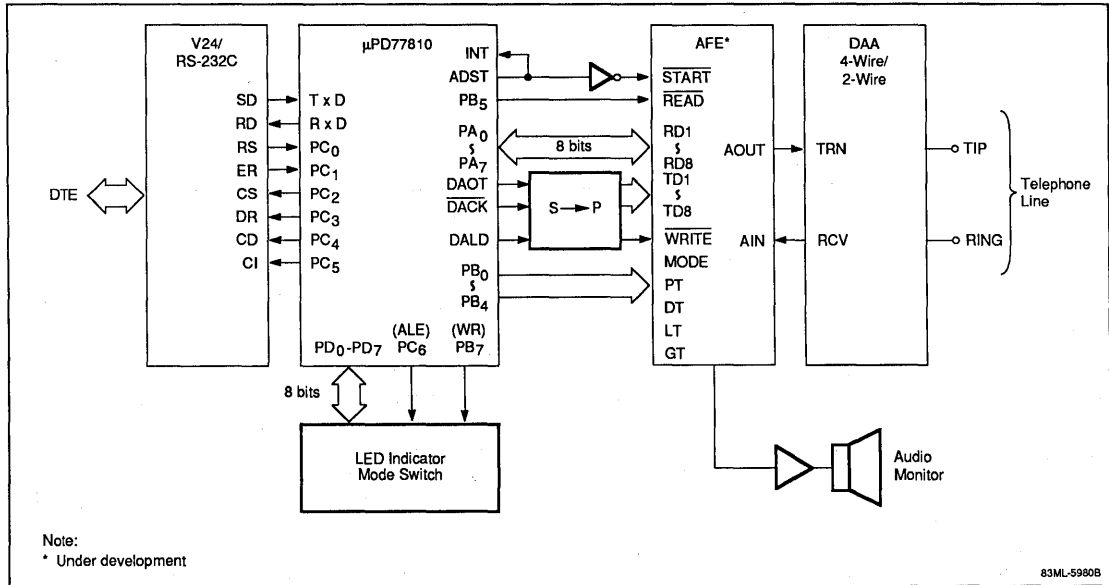 V24/
RS-232C
SD
RD
RS
ER
CS
DR
CD
CI
DTE
µPD77810
T x D
R x D
PC0
PC1
PC2
PC3
PC4
PC5
INT
ADST
PB5
PA0
PA7
DAOT
DACK
DALD
PB0
PB4
PD0-PD7
(ALE)
PC6
(WR)
PB7
8 bits
LED Indicator
Mode Switch
8 bits
S → P
AFE*
START
READ
RD1
RD8
TD1
TD8
WRITE
MODE
PT
DT
LT
GT
AOUT
AIN
DAA
4-Wire/
2-Wire
TRN
RCV
TIP
RING
Telephone
Line
Audio
Monitor
Note:
* Under development
83ML-5980B